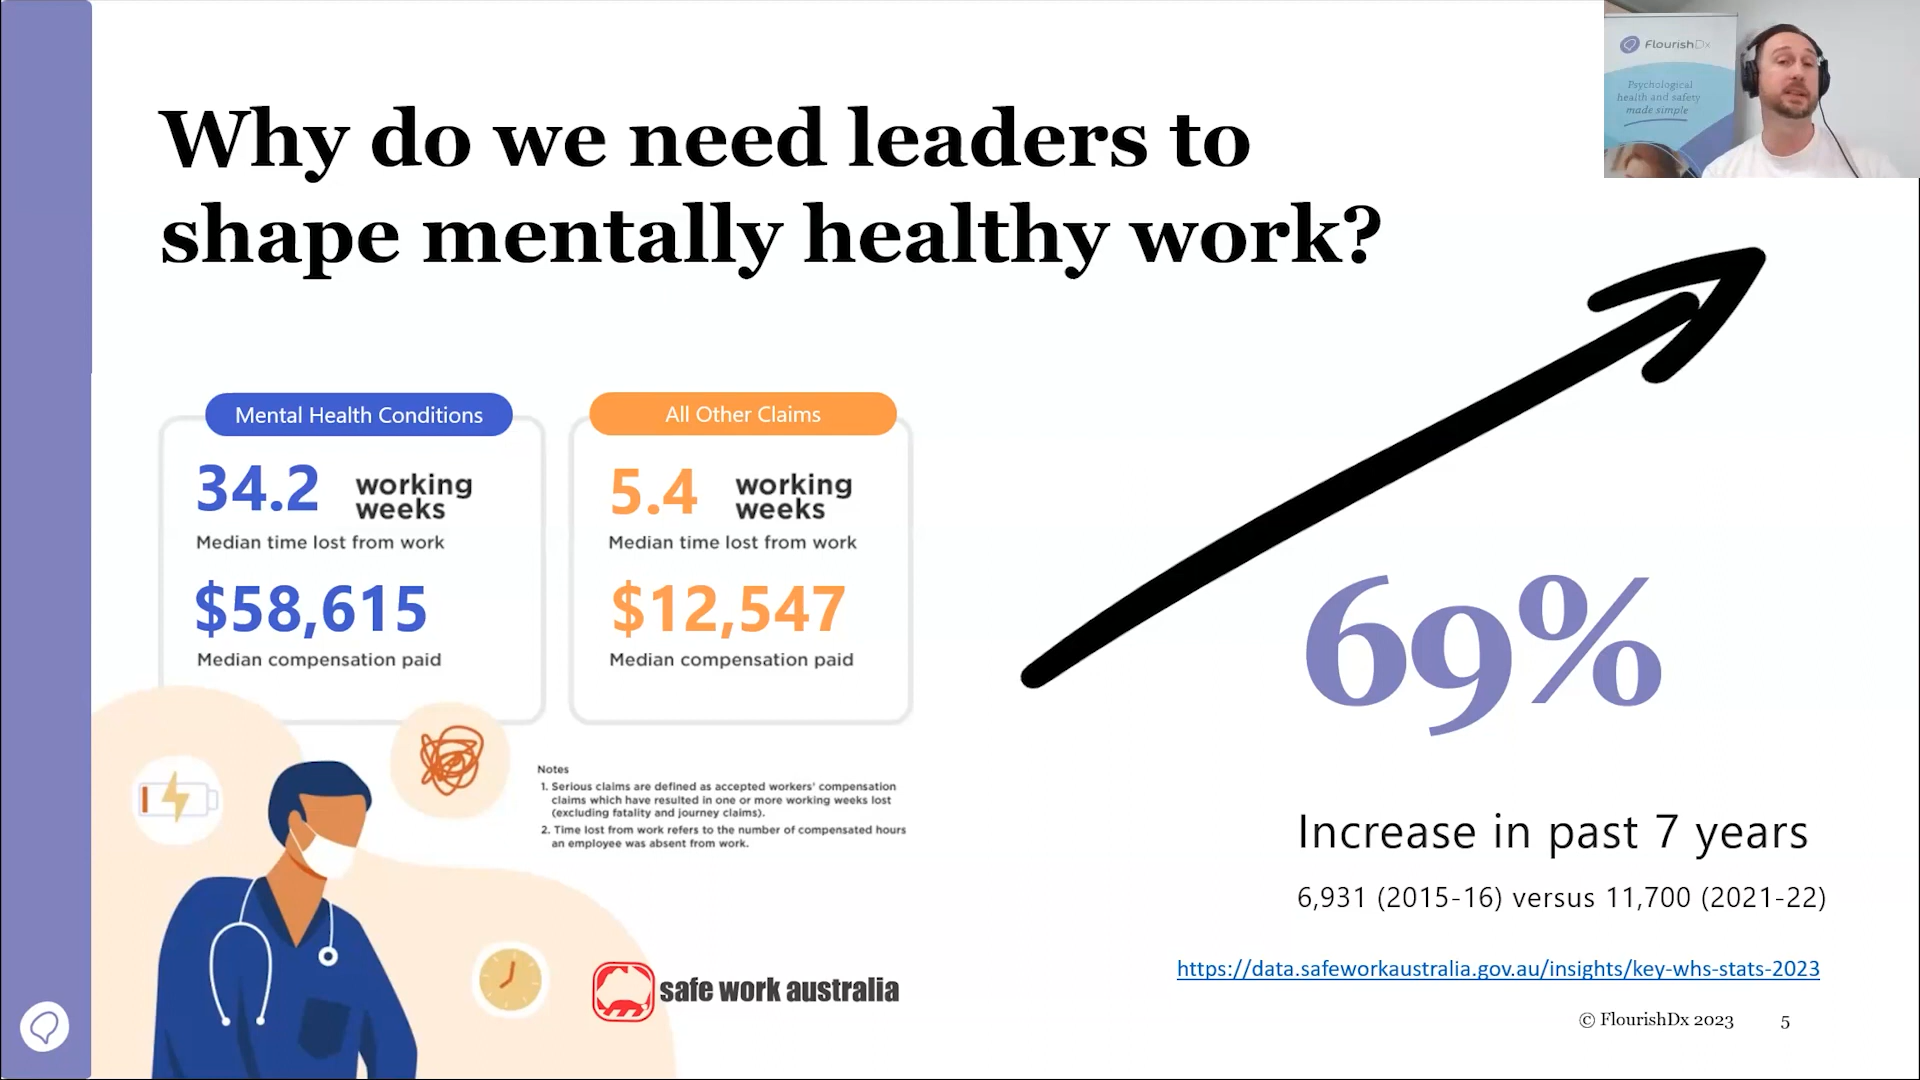 FlourishDx
Psychological
health and safety
made simple
Why do we need leaders to
shape mentally healthy work?
Mental Health Conditions
34.2 working
weeks
Median time lost from work
$58,615
Median compensation paid
All Other Claims
5.4 working
weeks
Median time lost from work
$12,547
Median compensation paid
Notes
1. Serious claims are defined as accepted workers' compensation
claims which have resulted in one or more working weeks lost
(excluding fatality and journey claims).
2. Time lost from work refers to the number of compensated hours
an employee was absent from work.
safe work australia
69%
Increase in past 7 years
6,931 (2015-16) versus 11,700 (2021-22)
https://data.safeworkaustralia.gov.au/insights/key-whs-stats-2023
© FlourishDx 2023 5